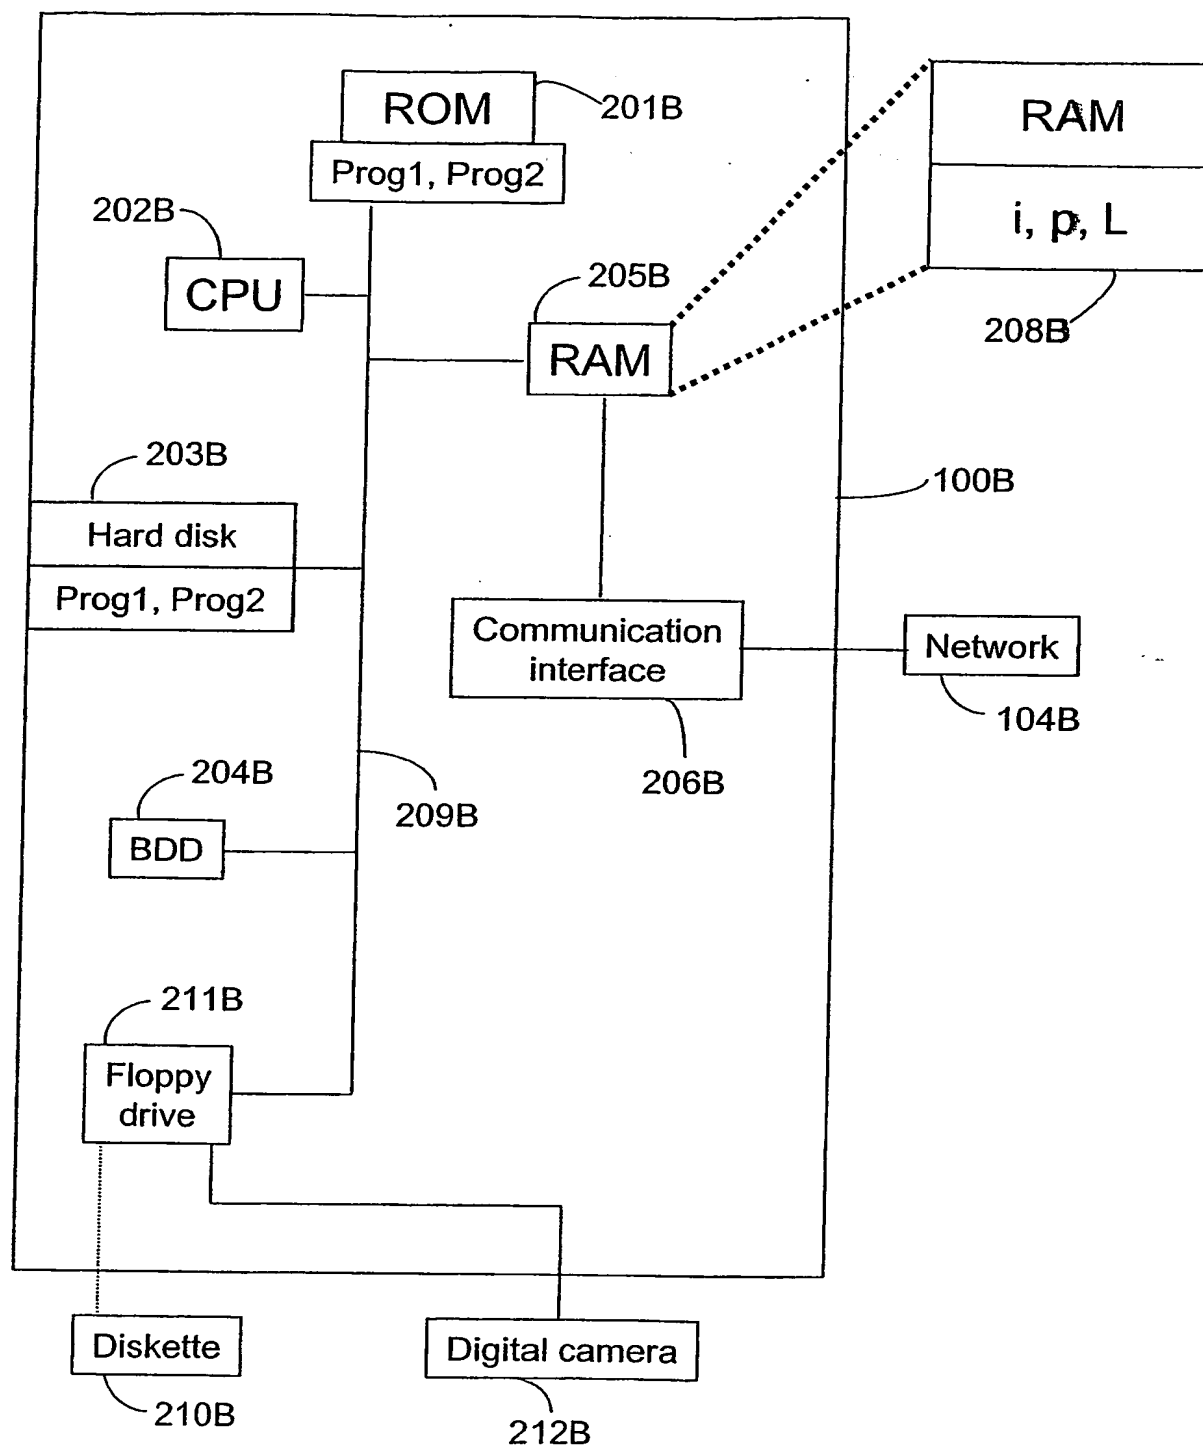 ROM
201B
Prog1, Prog2
RAM
i, p, L
208B
202B
CPU
205B
RAM
203B
Hard disk
Prog1, Prog2
100B
Communication
interface
206B
Network
104B
204B
BDD
209B
211B
Floppy
drive
Diskette
210B
Digital camera
212B